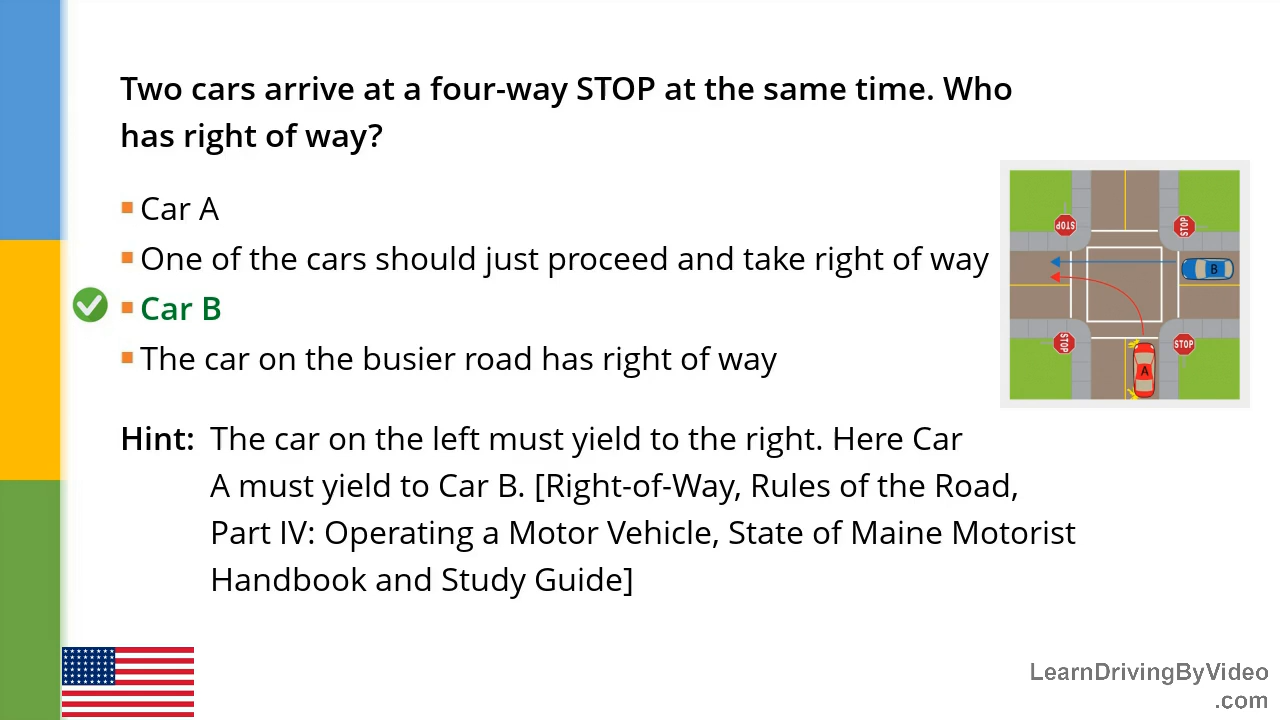 Two cars arrive at a four-way STOP at the same time. Who
has right of way?
Car A
One of the cars should just proceed and take right of way
Car B
The car on the busier road has right of way
STOP
STOP
B
STOP
STOP
A
Hint: The car on the left must yield to the right. Here Car
A must yield to Car B. [Right-of-Way, Rules of the Road,
Part IV: Operating a Motor Vehicle, State of Maine Motorist
Handbook and Study Guide]
LearnDrivingByVideo
.com